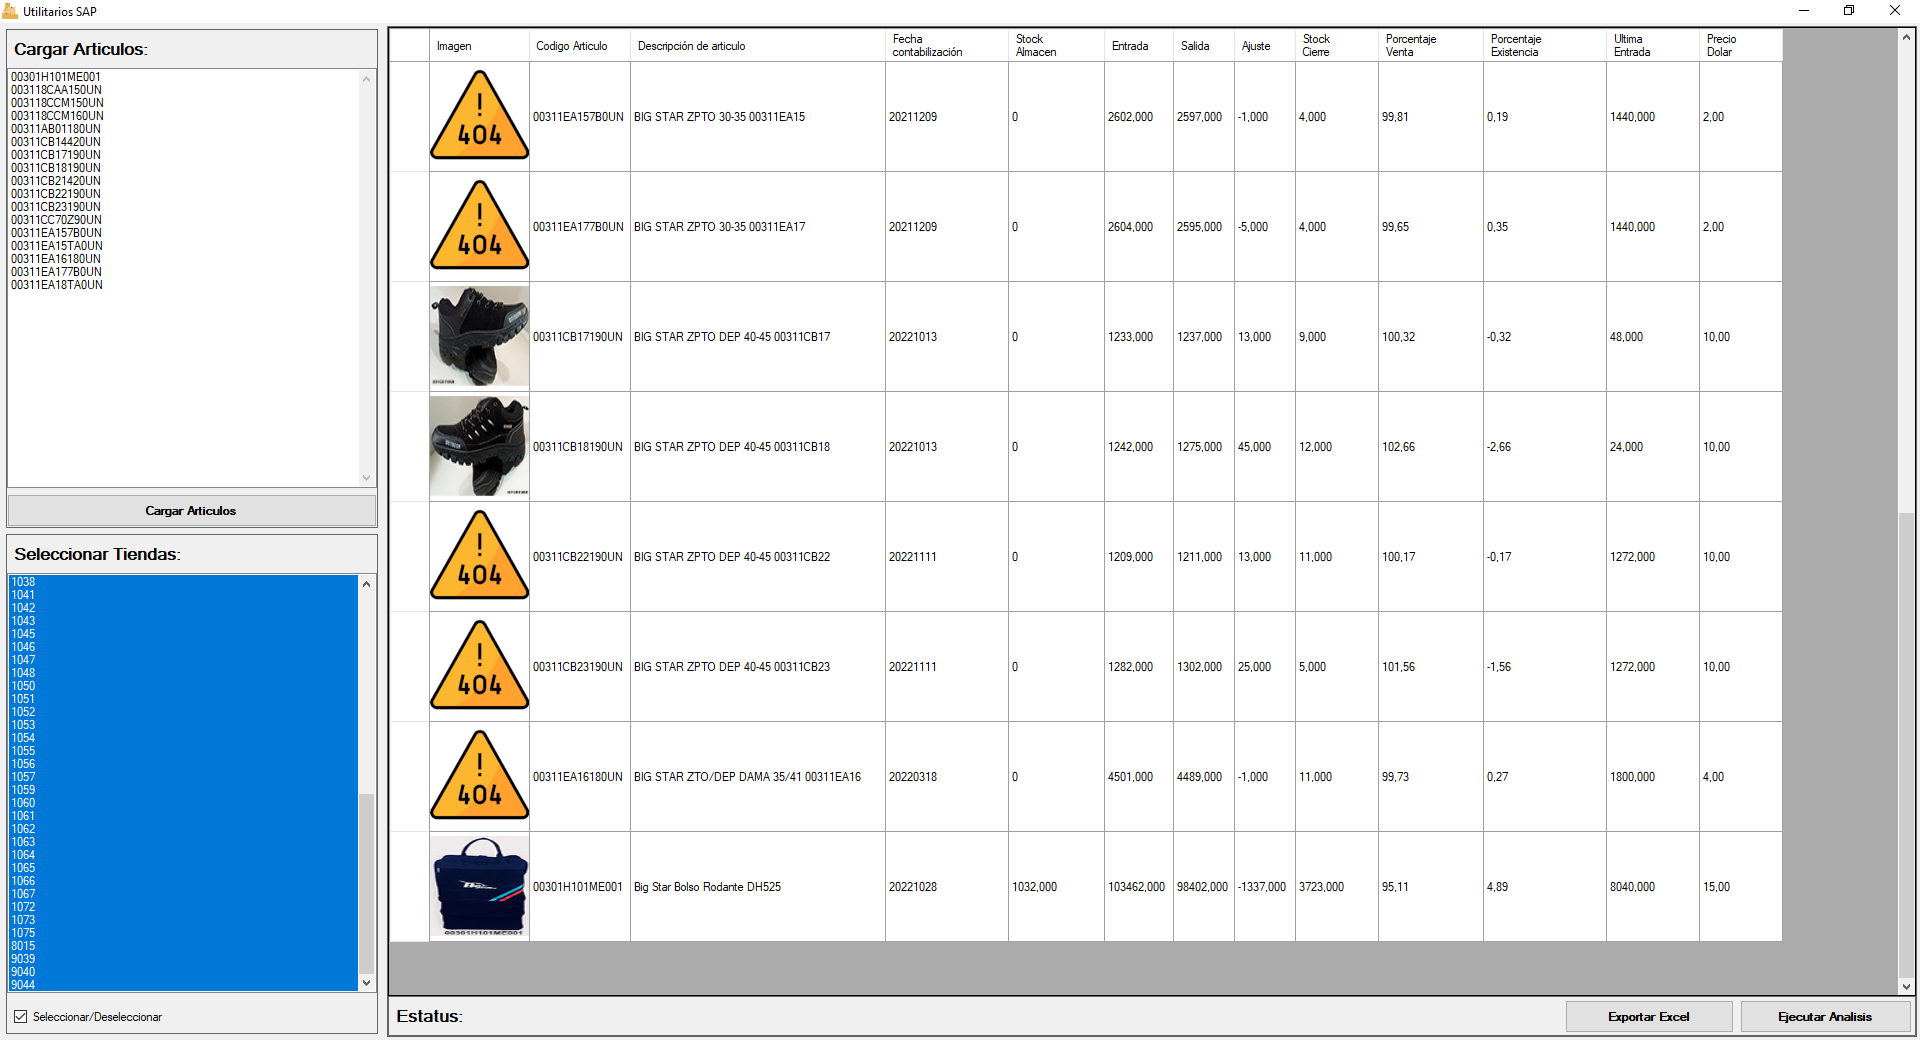 Utilitarios SAP
Cargar Articulos:
00301H101ME001
003118CAA150UN
003118CCM150UN
003118CCM160UN
00311AB01180UN
00311CB14420UN
00311CB17190UN
00311CB18190UN
00311CB21420UN
00311CB22190UN
00311CB23190UN
00311CC70Z90UN
00311EA157B0UN
00311EA15TA0UN
00311EA16180UN
00311EA177B0UN
00311EA18TA0UN
Cargar Articulos
Seleccionar Tiendas:
1038
1041
1042
1043
1045
1046
1047
1048
1050
1051
1052
1053
1054
1055
1056
1057
1059
1060
1061
1062
1063
1064
1065
1066
1067
1072
1073
1075
8015
9039
9040
9044
Seleccionar/Deseleccionar
Imagen Codigo Articulo Descripción de articulo Fecha contabilización Stock Almacen Entrada Salida Ajuste Stock Cierre Porcentaje Venta Porcentaje Existencia Ultima Entrada Precio Dolar
! 404 00311EA157B0UN BIG STAR ZPTO 30-35 00311EA15 20211209 0 2602,000 2597,000 -1,000 4,000 99,81 0,19 1440,000 2,00
! 404 00311EA177B0UN BIG STAR ZPTO 30-35 00311EA17 20211209 0 2604,000 2595,000 -5,000 4,000 99,65 0,35 1440,000 2,00
00311CB17190UN BIG STAR ZPTO DEP 40-45 00311CB17 20221013 0 1233,000 1237,000 13,000 9,000 100,32 -0,32 48,000 10,00
00311CB18190UN BIG STAR ZPTO DEP 40-45 00311CB18 20221013 0 1242,000 1275,000 45,000 12,000 102,66 -2,66 24,000 10,00
! 404 00311CB22190UN BIG STAR ZPTO DEP 40-45 00311CB22 20221111 0 1209,000 1211,000 13,000 11,000 100,17 -0,17 1272,000 10,00
! 404 00311CB23190UN BIG STAR ZPTO DEP 40-45 00311CB23 20221111 0 1282,000 1302,000 25,000 5,000 101,56 -1,56 1272,000 10,00
! 404 00311EA16180UN BIG STAR ZTO/DEP DAMA 35/41 00311EA16 20220318 0 4501,000 4489,000 -1,000 11,000 99,73 0,27 1800,000 4,00
00301H101ME001 00301H101ME001 Big Star Bolso Rodante DH525 20221028 1032,000 103462,000 98402,000 -1337,000 3723,000 95,11 4,89 8040,000 15,00
Estatus:
Exportar Excel
Ejecutar Analisis